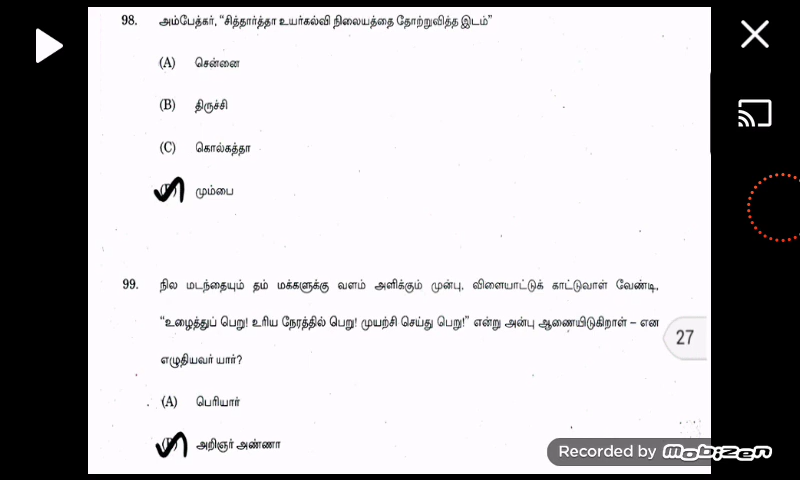 98. அம்பேத்கர், “சித்தார்த்தா உயர்கல்வி நிலையத்தை தோற்றுவித்த இடம்”
(A) சென்னை
(B) திருச்சி
(C) கொல்கத்தா
மும்பை
99. நில மடந்தையும் தம் மக்களுக்கு வளம் அளிக்கும் முன்பு, விளையாட்டுக் காட்டுவாள் வேண்டி,
“உழைத்துப் பெறு! உரிய நேரத்தில் பெறு! முயற்சி செய்து பெறு!” என்று அன்பு ஆணையிடுகிறாள் – என
எழுதியவர் யார்?
27
(A) பெரியார்
அறிஞர் அண்ணா
Recorded by mobizen